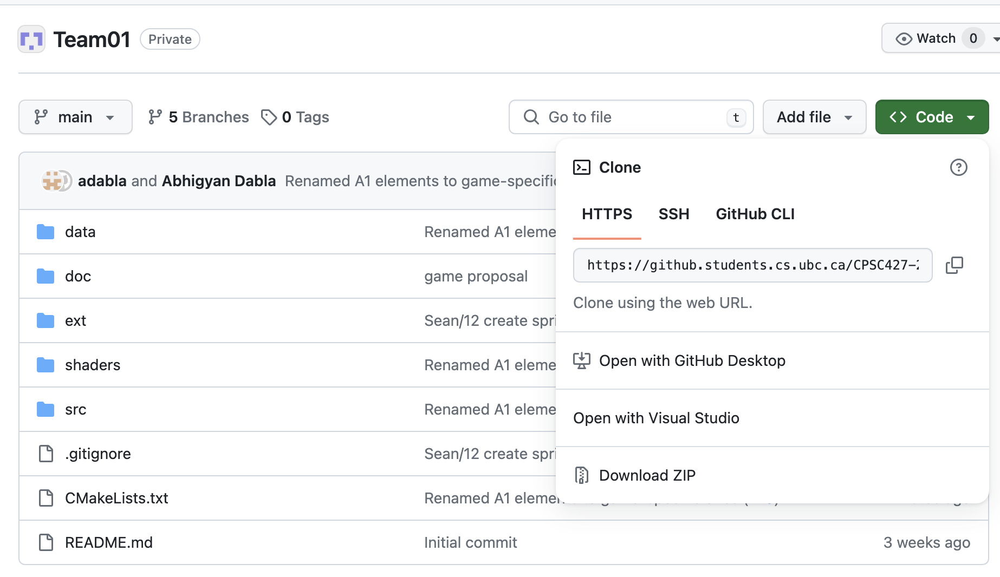 Team01 Private
Watch 0
main 5 Branches 0 Tags
Go to file t
Add file
Code
adabla and Abhigyan Dabla Renamed A1 elements to game-specific
data Renamed A1 eleme
doc game proposal
ext Sean/12 create spri
shaders Renamed A1 eleme
src Renamed A1 eleme
.gitignore Sean/12 create spri
CMakeLists.txt Renamed A1 elemen
README.md Initial commit 3 weeks ago
Clone
HTTPS SSH GitHub CLI
https://github.students.cs.ubc.ca/CPSC427-2
Clone using the web URL.
Open with GitHub Desktop
Open with Visual Studio
Download ZIP